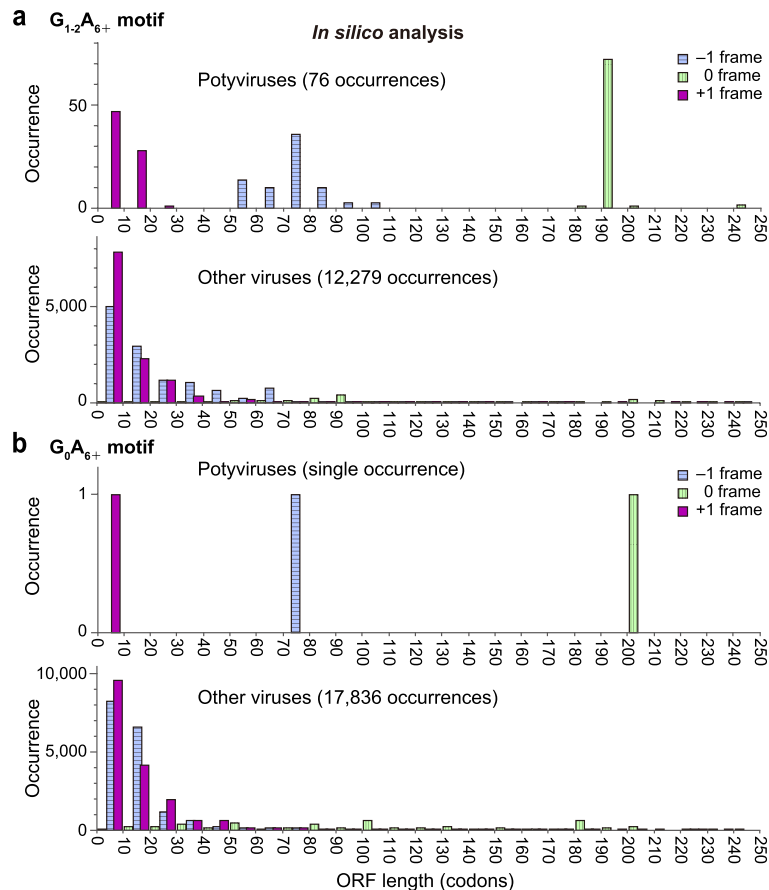 a G1-2A6+ motif
In silico analysis
Potyviruses (76 occurrences)
–1 frame
0 frame
+1 frame
Occurrence
50
0
0 10 20 30 40 50 60 70 80 90 100 110 120 130 140 150 160 170 180 190 200 210 220 230 240 250
Other viruses (12,279 occurrences)
Occurrence
5,000
0
0 10 20 30 40 50 60 70 80 90 100 110 120 130 140 150 160 170 180 190 200 210 220 230 240 250
b G0A6+ motif
Potyviruses (single occurrence)
–1 frame
0 frame
+1 frame
Occurrence
1
0
0 10 20 30 40 50 60 70 80 90 100 110 120 130 140 150 160 170 180 190 200 210 220 230 240 250
Other viruses (17,836 occurrences)
Occurrence
10,000
5,000
0
0 10 20 30 40 50 60 70 80 90 100 110 120 130 140 150 160 170 180 190 200 210 220 230 240 250
ORF length (codons)